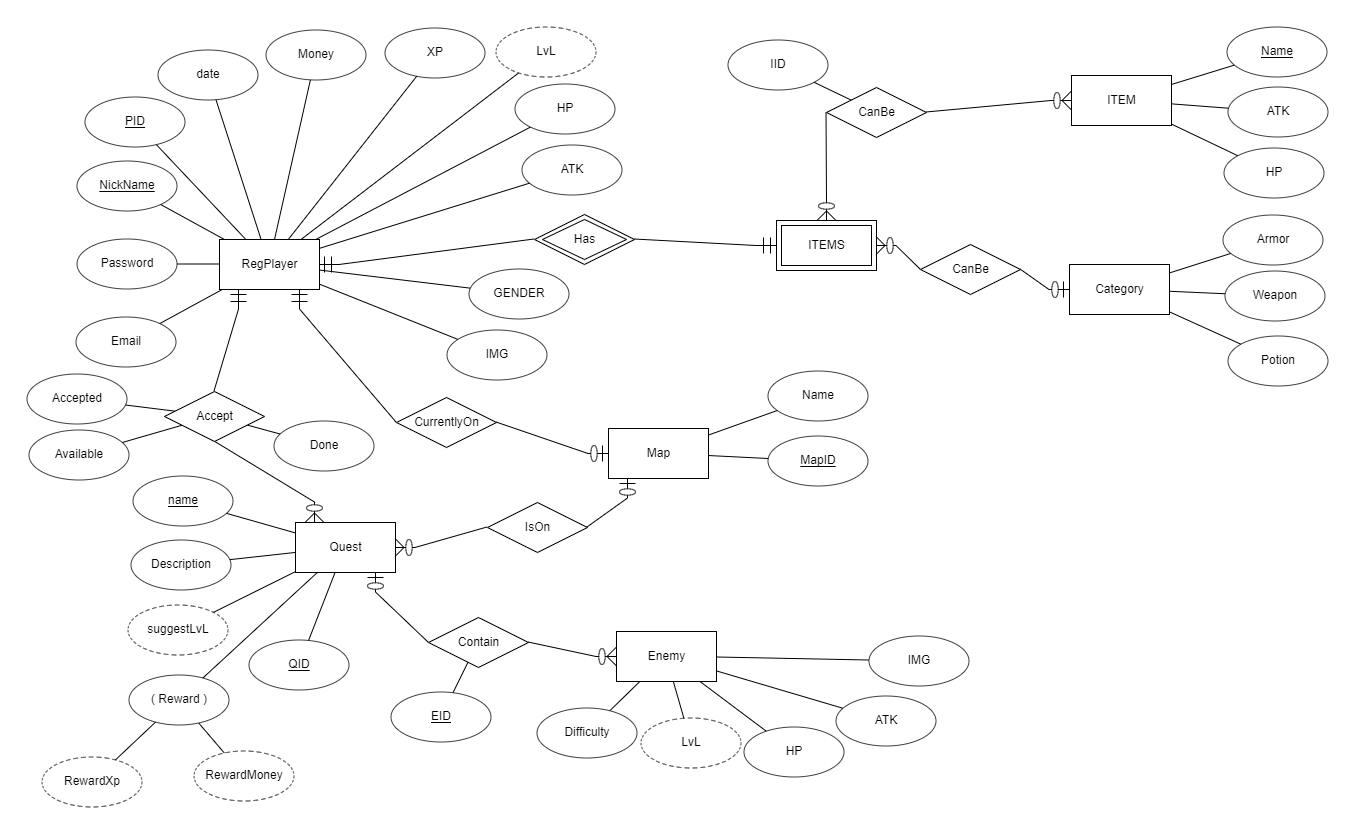 Money
XP
LvL
date
IID
Name
CanBe
ITEM
HP
ATK
PID
ATK
HP
NickName
Has
ITEMS
Armor
Password
RegPlayer
CanBe
Category
GENDER
Weapon
Email
IMG
Potion
Accepted
Accept
CurrentlyOn
Name
Available
Done
Map
MapID
name
IsOn
Quest
Description
suggestLvL
Contain
Enemy
IMG
QID
( Reward )
EID
Difficulty
LvL
HP
ATK
RewardXp
RewardMoney